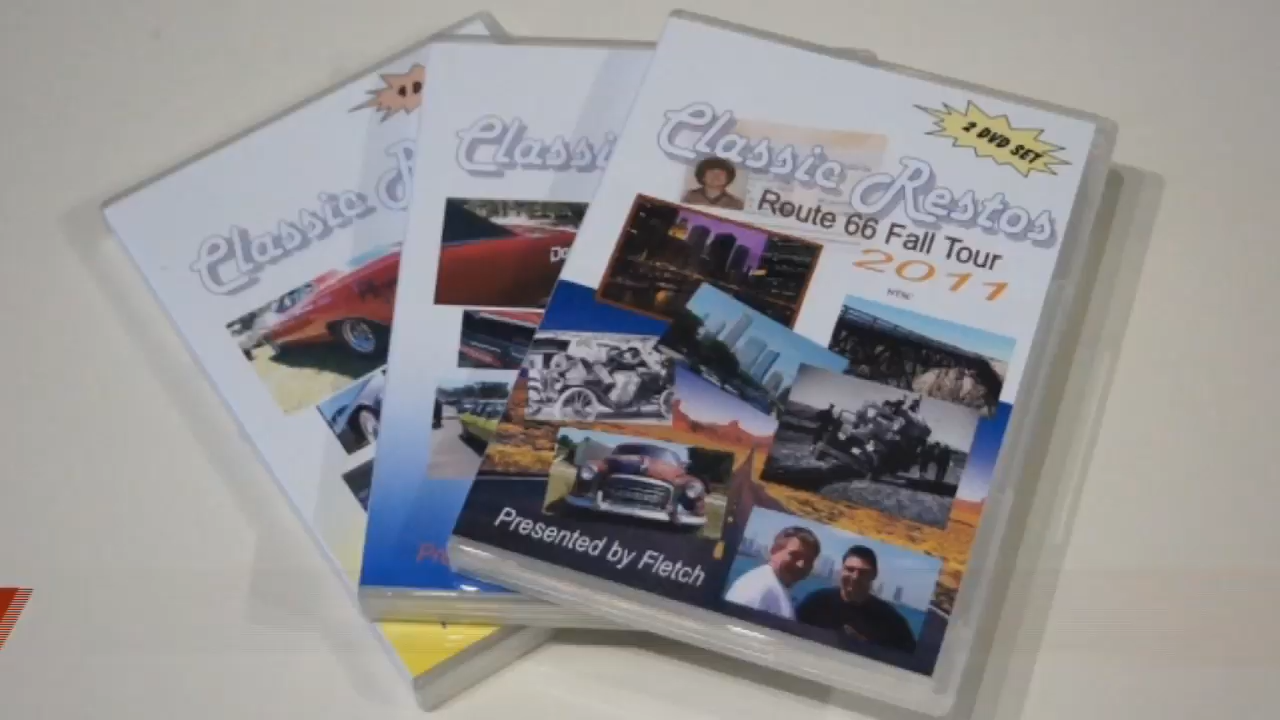 Classic
Classic
Classic Restos
2 DVD SET
Route 66 Fall Tour
2011
Presented by Fletch